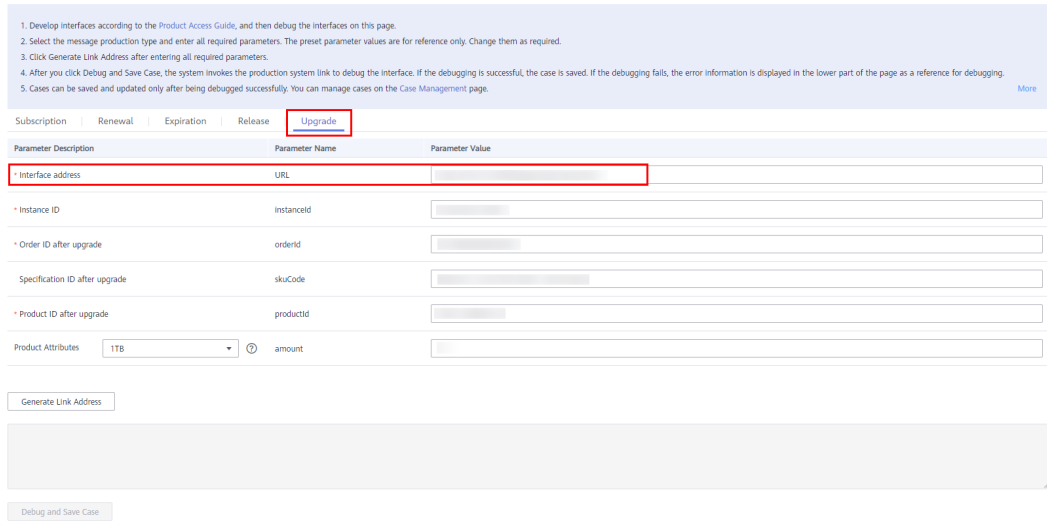 1. Develop interfaces according to the Product Access Guide, and then debug the interfaces on this page.
2. Select the message production type and enter all required parameters. The preset parameter values are for reference only. Change them as required.
3. Click Generate Link Address after entering all required parameters.
4. After you click Debug and Save Case, the system invokes the production system link to debug the interface. If the debugging is successful, the case is saved. If the debugging fails, the error information is displayed in the lower part of the page as a reference for debugging.
5. Cases can be saved and updated only after being debugged successfully. You can manage cases on the Case Management page. More
Subscription Renewal Expiration Release Upgrade
Parameter Description Parameter Name Parameter Value
* Interface address URL
* Instance ID instanceId
* Order ID after upgrade orderId
Specification ID after upgrade skuCode
* Product ID after upgrade productId
Product Attributes 1TB ? amount
Generate Link Address
Debug and Save Case